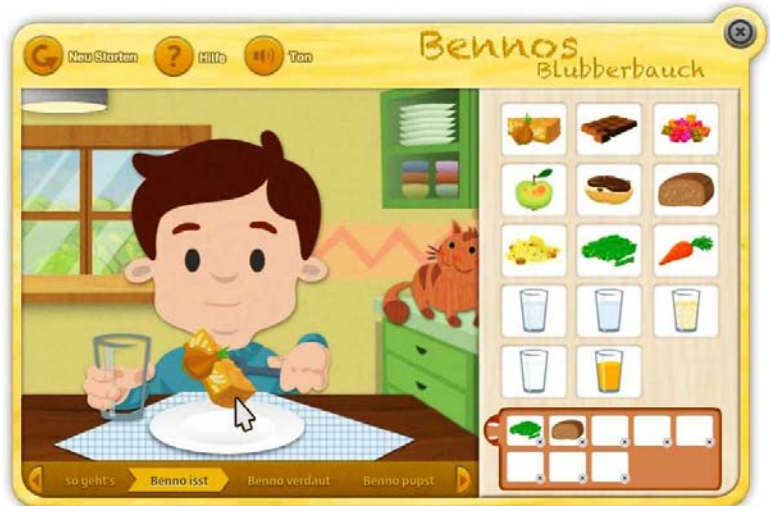 Neu Starten
Hilfe
Ton
Bennos
Blubberbauch
so geht's
Benno isst
Benno verdaut
Benno pupst